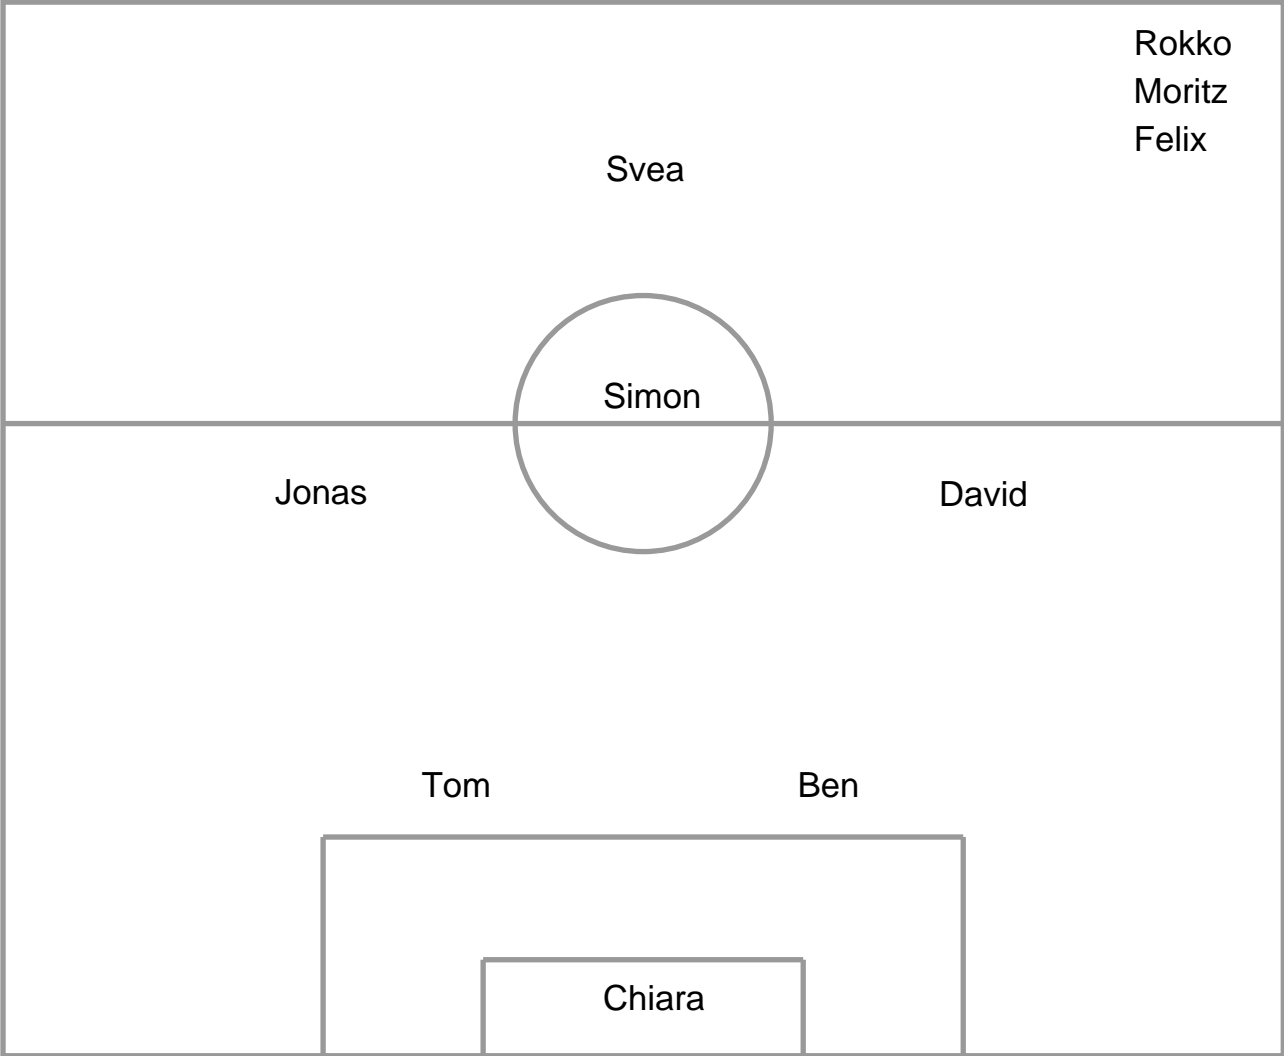 Rokko
Moritz
Felix
Svea
Simon
Jonas
David
Tom
Ben
Chiara